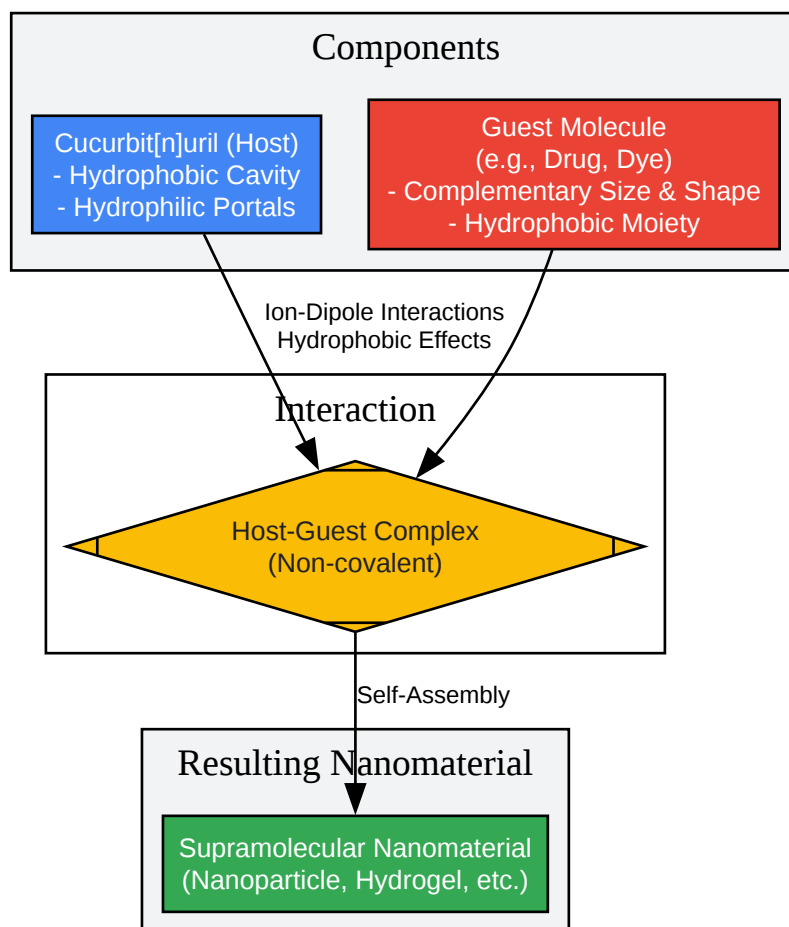 Components
Cucurbit[n]uril (Host)
- Hydrophobic Cavity
- Hydrophilic Portals
Guest Molecule
(e.g., Drug, Dye)
- Complementary Size & Shape
- Hydrophobic Moiety
Ion-Dipole Interactions
Hydrophobic Effects
Interaction
Host-Guest Complex
(Non-covalent)
Self-Assembly
Resulting Nanomaterial
Supramolecular Nanomaterial
(Nanoparticle, Hydrogel, etc.)